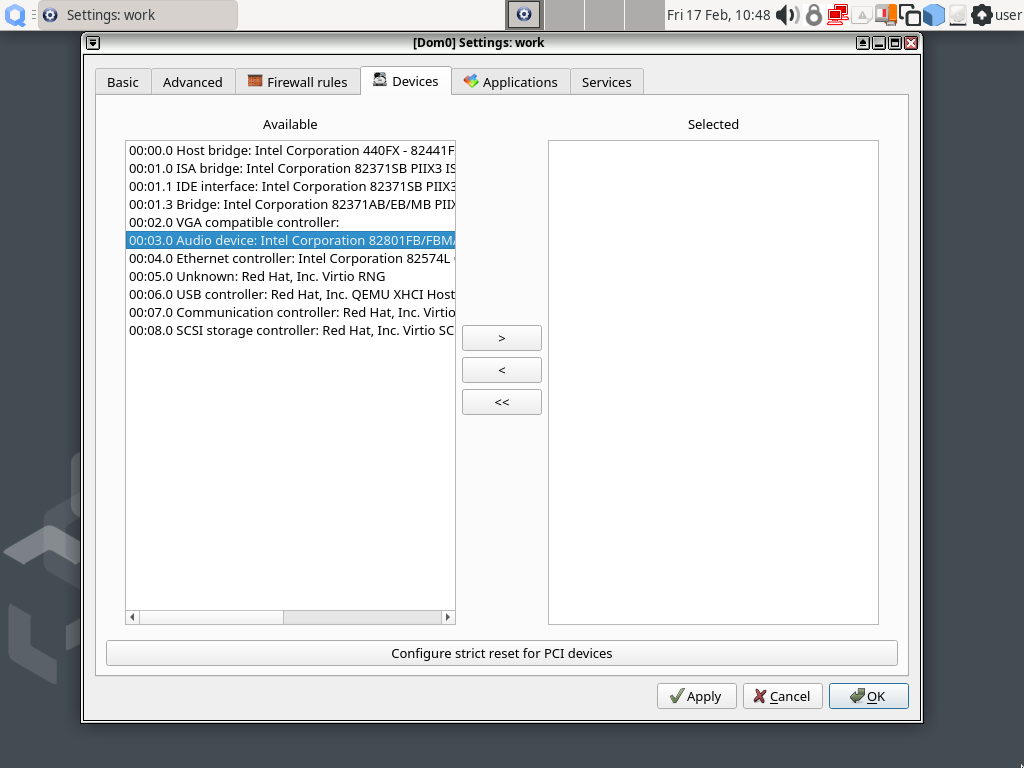 Settings: work
Fri 17 Feb, 10:48
user
[Dom0] Settings: work
Basic
Advanced
Firewall rules
Devices
Applications
Services
Available
Selected
00:00.0 Host bridge: Intel Corporation 440FX - 82441F
00:01.0 ISA bridge: Intel Corporation 82371SB PIIX3 IS
00:01.1 IDE interface: Intel Corporation 82371SB PIIX3
00:01.3 Bridge: Intel Corporation 82371AB/EB/MB PIIX
00:02.0 VGA compatible controller:
00:03.0 Audio device: Intel Corporation 82801FB/FBM/
00:04.0 Ethernet controller: Intel Corporation 82574L
00:05.0 Unknown: Red Hat, Inc. Virtio RNG
00:06.0 USB controller: Red Hat, Inc. QEMU XHCI Host
00:07.0 Communication controller: Red Hat, Inc. Virtio
00:08.0 SCSI storage controller: Red Hat, Inc. Virtio SC
>
<
<<
Configure strict reset for PCI devices
Apply
Cancel
OK